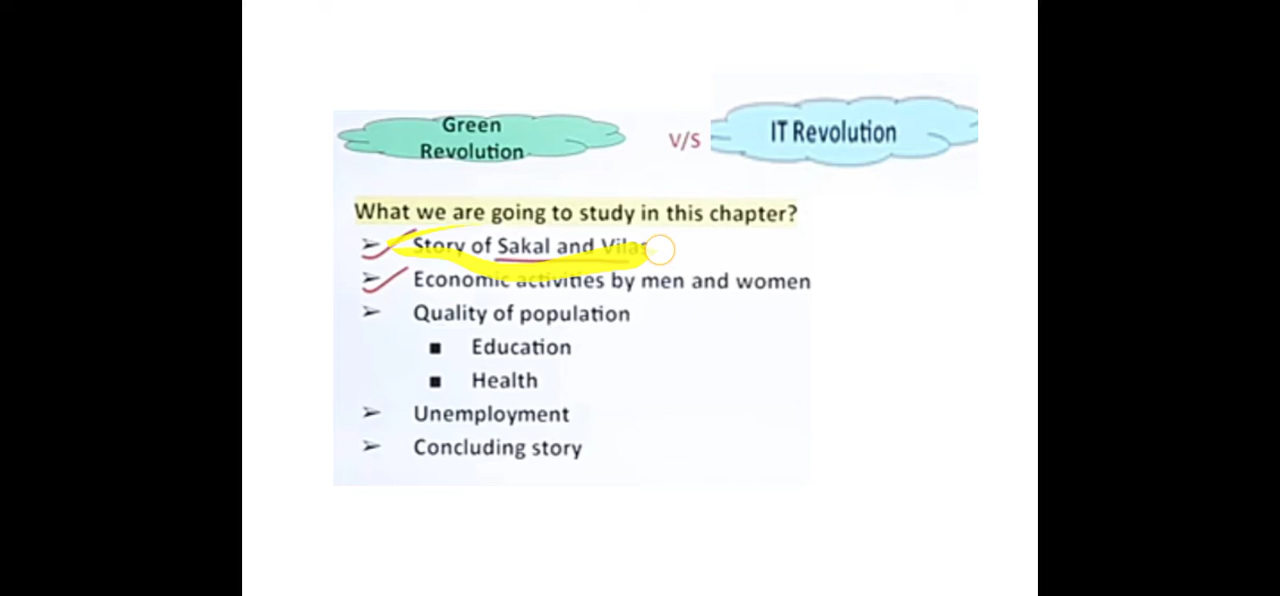 Green
Revolution
V/S
IT Revolution
What we are going to study in this chapter?
➢ Story of Sakal and Vilas
➢ Economic activities by men and women
➢ Quality of population
■ Education
■ Health
➢ Unemployment
➢ Concluding story